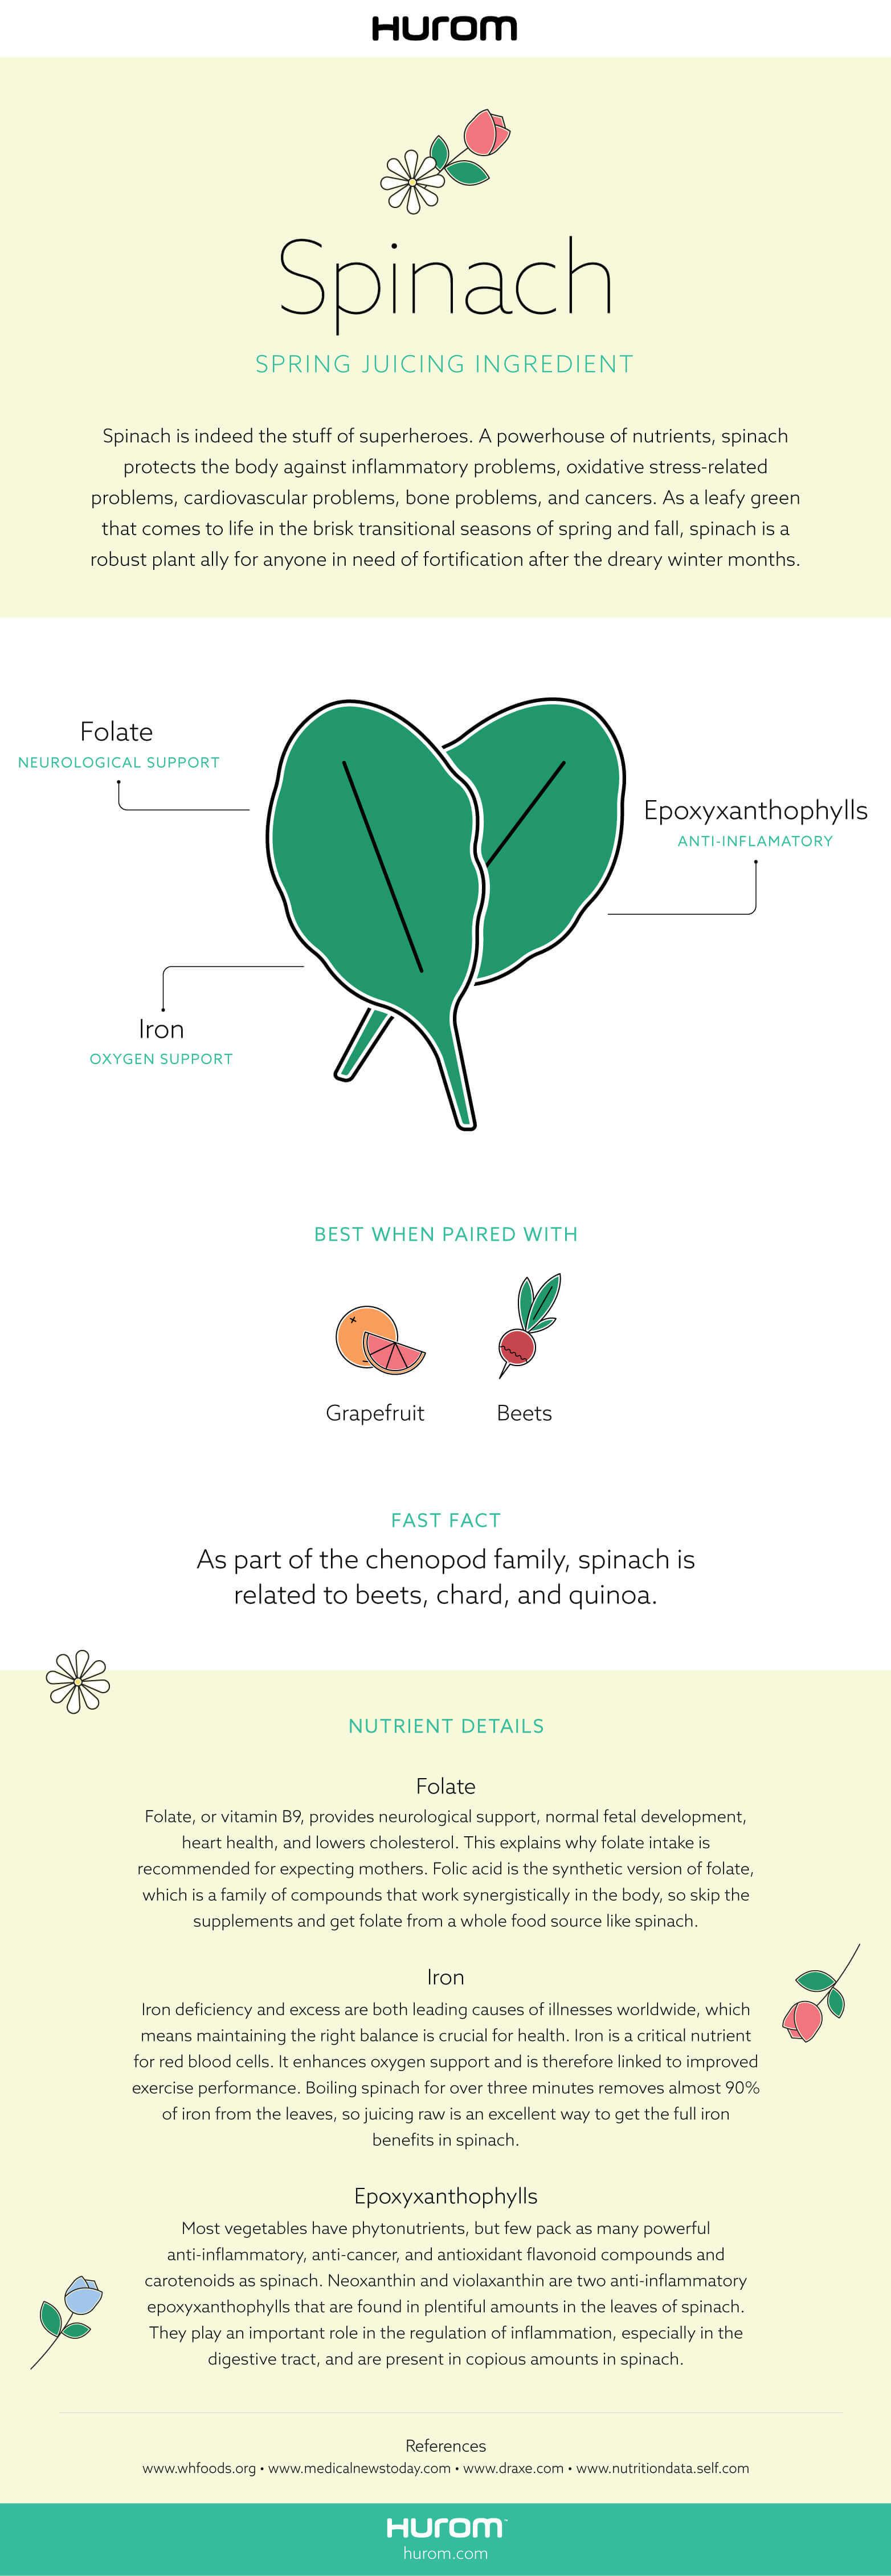 HUROM
Spinach
SPRING JUICING INGREDIENT
Spinach is indeed the stuff of superheroes. A powerhouse of nutrients, spinach
protects the body against inflammatory problems, oxidative stress-related
problems, cardiovascular problems, bone problems, and cancers. As a leafy green
that comes to life in the brisk transitional seasons of spring and fall, spinach is a
robust plant ally for anyone in need of fortification after the dreary winter months.
Folate
NEUROLOGICAL SUPPORT
Epoxyxanthophylls
ANTI-INFLAMATORY
Iron
OXYGEN SUPPORT
BEST WHEN PAIRED WITH
Grapefruit
Beets
FAST FACT
As part of the chenopod family, spinach is
related to beets, chard, and quinoa.
NUTRIENT DETAILS
Folate
Folate, or vitamin B9, provides neurological support, normal fetal development,
heart health, and lowers cholesterol. This explains why folate intake is
recommended for expecting mothers. Folic acid is the synthetic version of folate,
which is a family of compounds that work synergistically in the body, so skip the
supplements and get folate from a whole food source like spinach.
Iron
Iron deficiency and excess are both leading causes of illnesses worldwide, which
means maintaining the right balance is crucial for health. Iron is a critical nutrient
for red blood cells. It enhances oxygen support and is therefore linked to improved
exercise performance. Boiling spinach for over three minutes removes almost 90%
of iron from the leaves, so juicing raw is an excellent way to get the full iron
benefits in spinach.
Epoxyxanthophylls
Most vegetables have phytonutrients, but few pack as many powerful
anti-inflammatory, anti-cancer, and antioxidant flavonoid compounds and
carotenoids as spinach. Neoxanthin and violaxanthin are two anti-inflammatory
epoxyxanthophylls that are found in plentiful amounts in the leaves of spinach.
They play an important role in the regulation of inflammation, especially in the
digestive tract, and are present in copious amounts in spinach.
References
www.whfoods.org • www.medicalnewstoday.com • www.draxe.com • www.nutritiondata.self.com
HUROM™
hurom.com